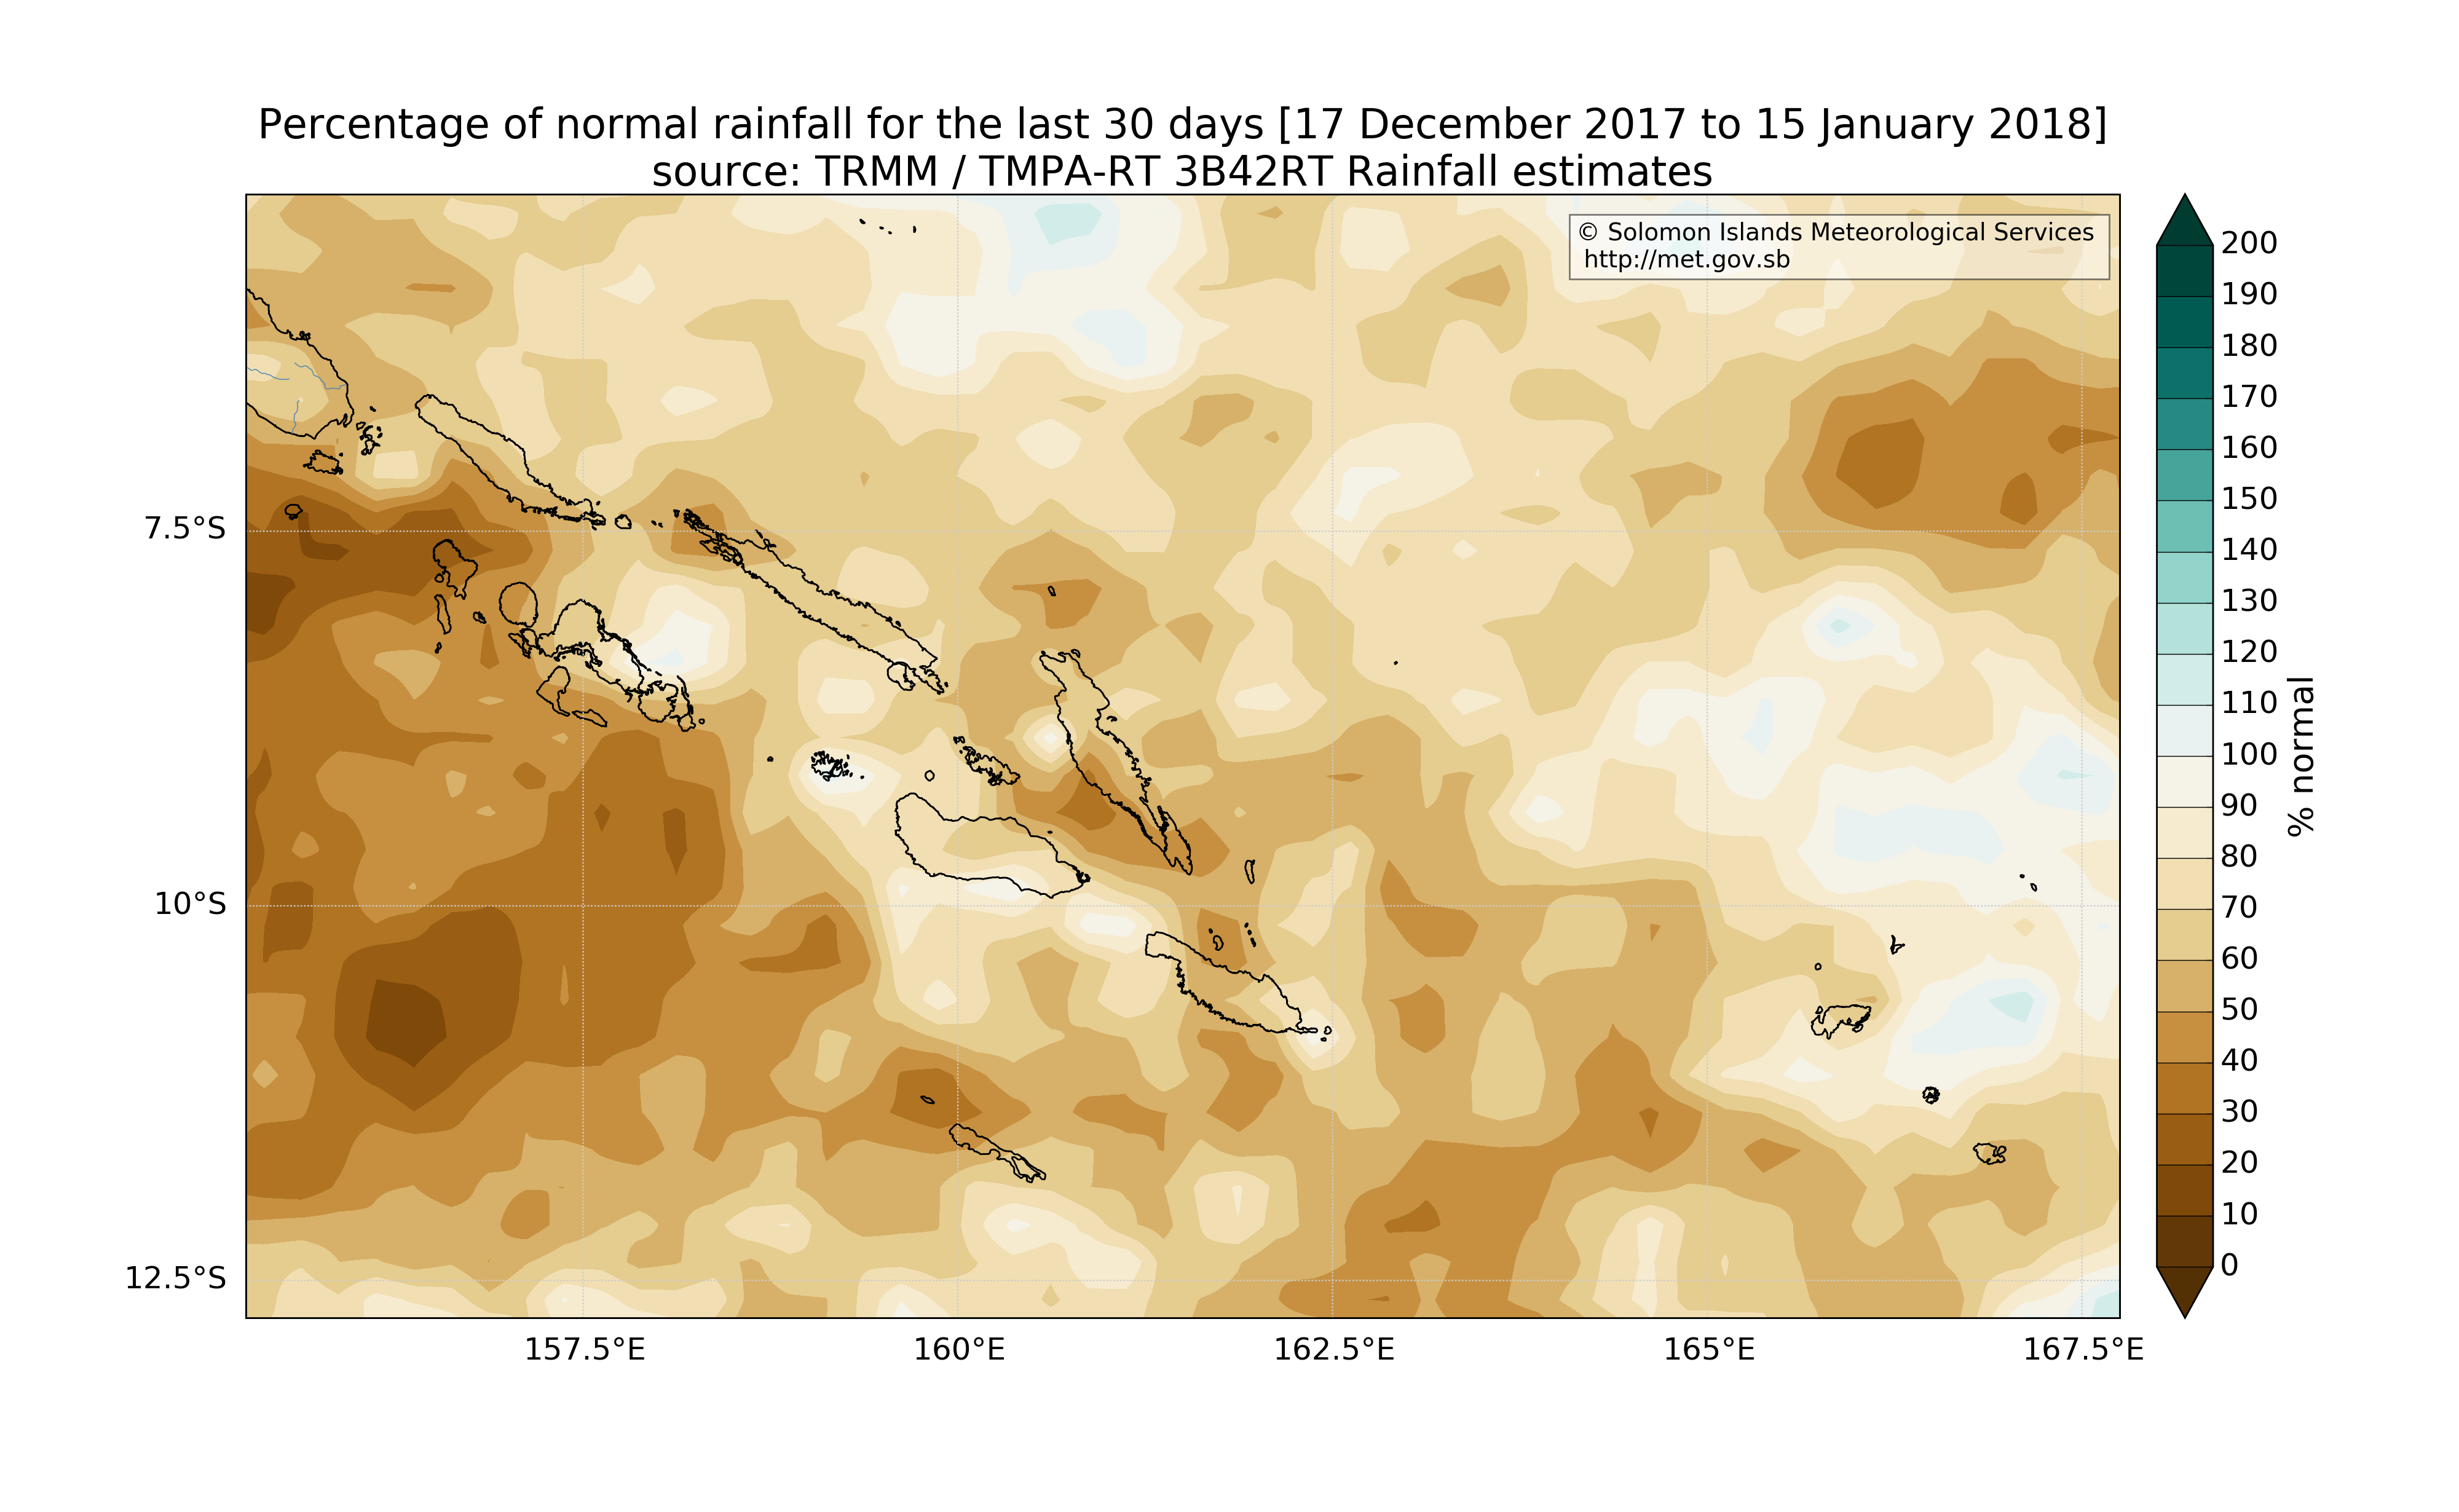 Percentage of normal rainfall for the last 30 days [17 December 2017 to 15 January 2018]
source: TRMM / TMPA-RT 3B42RT Rainfall estimates
© Solomon Islands Meteorological Services
http://met.gov.sb
200
190
180
170
160
150
140
130
120
110
100
90
80
70
60
50
40
30
20
10
0
% normal
7.5°S
10°S
12.5°S
157.5°E
160°E
162.5°E
165°E
167.5°E